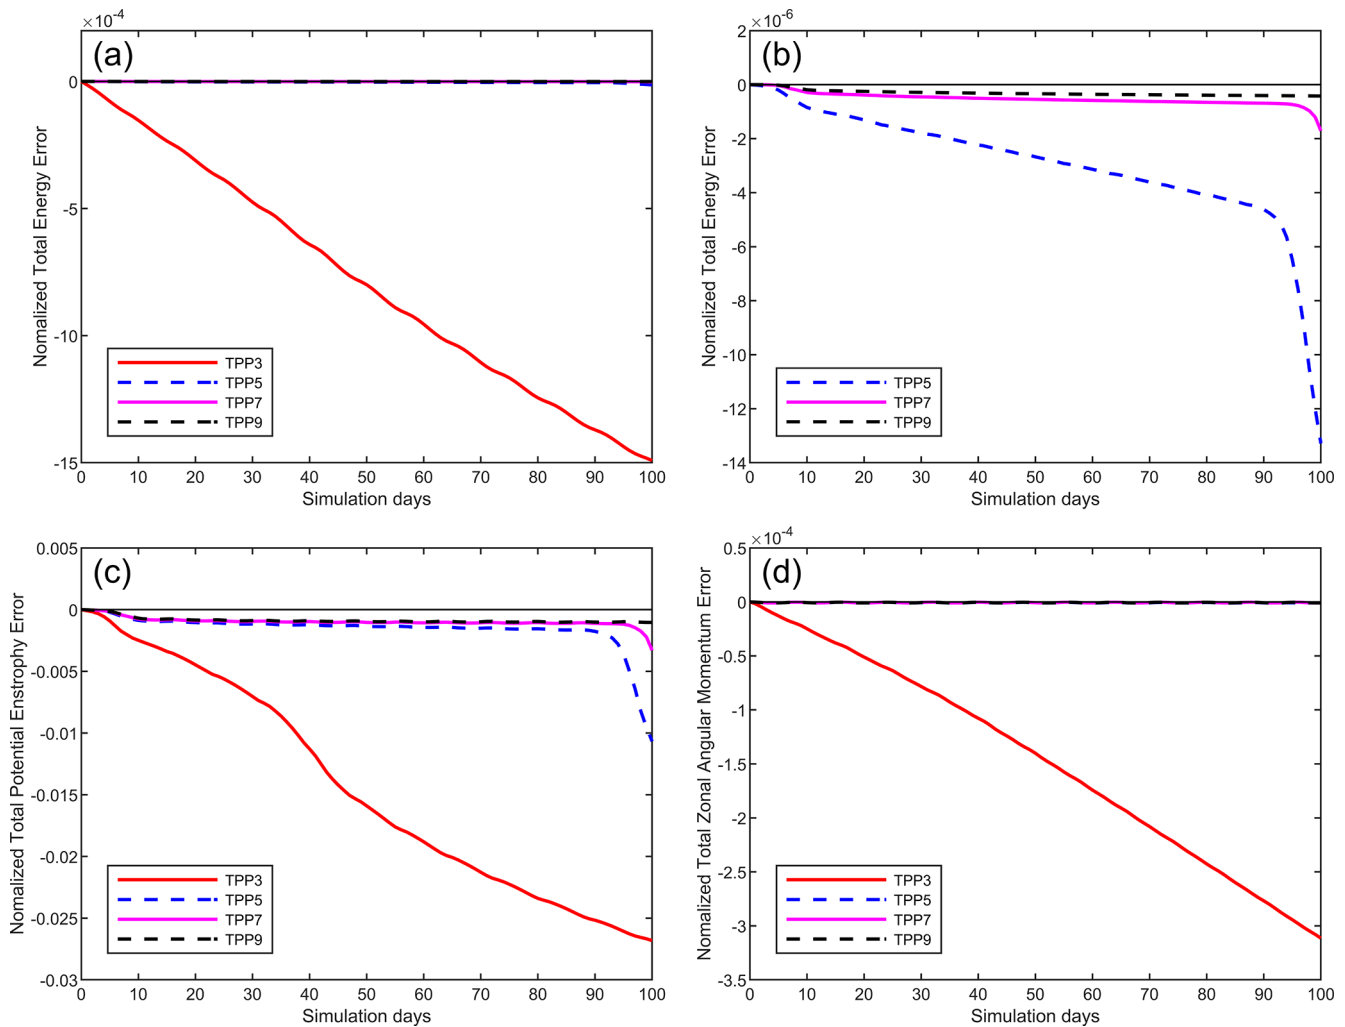 ×10-4
(a)
0
-5
-10
-15
Nomalized Total Energy Error
TPP3
TPP5
TPP7
TPP9
0 10 20 30 40 50 60 70 80 90 100
Simulation days
×10-6
(b)
2
0
-2
-4
-6
-8
-10
-12
-14
Nomalized Total Energy Error
TPP5
TPP7
TPP9
0 10 20 30 40 50 60 70 80 90 100
Simulation days
(c)
0.005
0
-0.005
-0.01
-0.015
-0.02
-0.025
-0.03
Nomalized Total Potential Enstrophy Error
TPP3
TPP5
TPP7
TPP9
0 10 20 30 40 50 60 70 80 90 100
Simulation days
×10-4
(d)
0.5
0
-0.5
-1
-1.5
-2
-2.5
-3
-3.5
Nomalized Total Zonal Angular Momentum Error
TPP3
TPP5
TPP7
TPP9
0 10 20 30 40 50 60 70 80 90 100
Simulation days